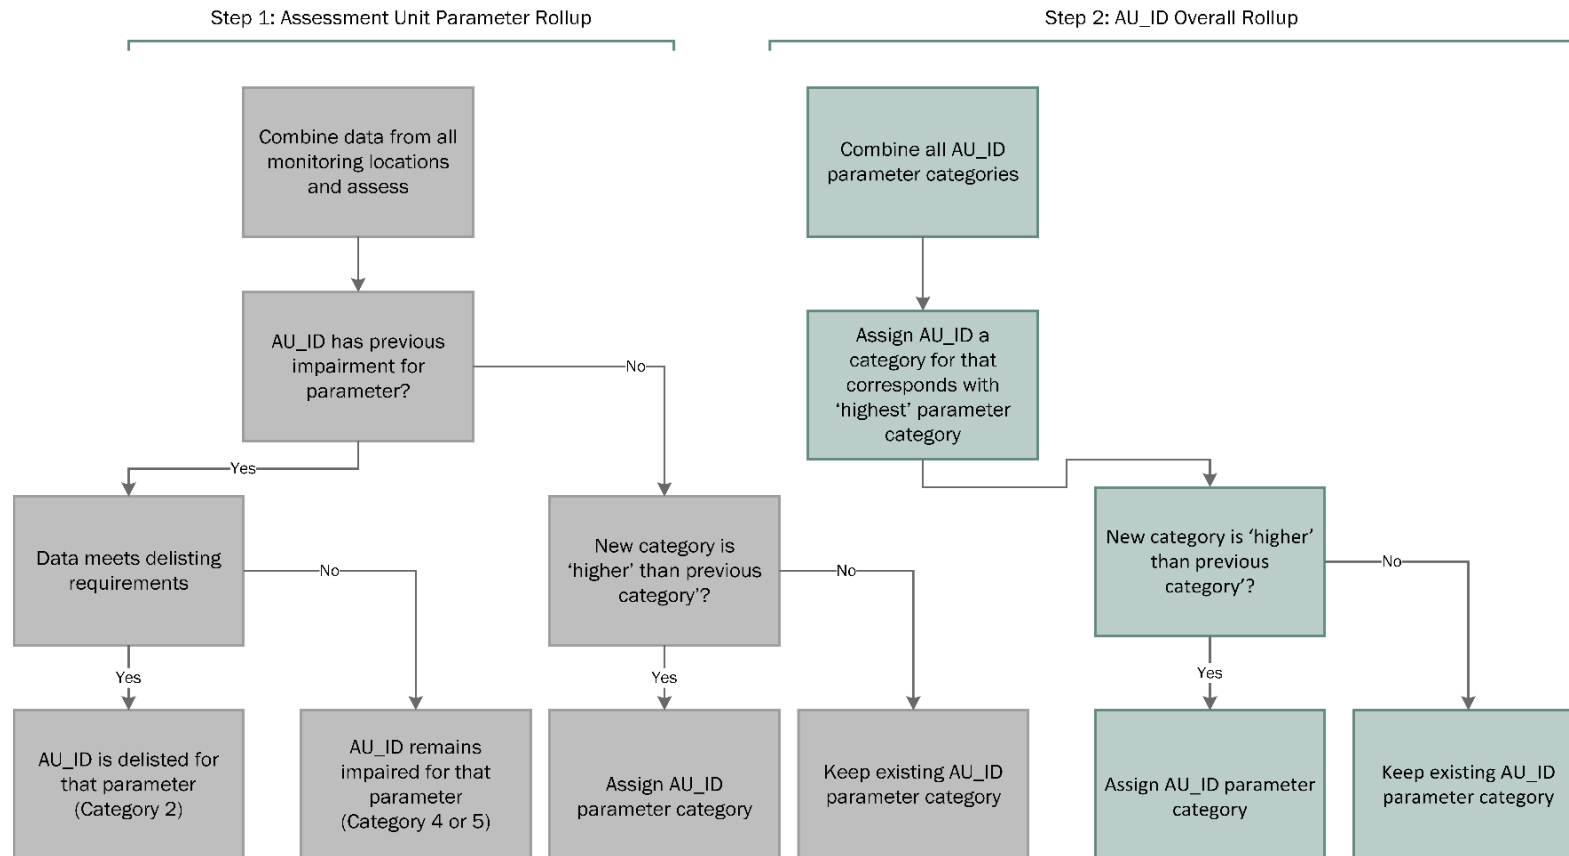 Step 1: Assessment Unit Parameter Rollup
Combine data from all
monitoring locations
and assess
AU_ID has previous
impairment for
parameter?
No
Yes
Data meets delisting
requirements
No
New category is
‘higher’ than previous
category’?
No
Yes
Yes
AU_ID is delisted for
that parameter
(Category 2)
AU_ID remains
impaired for that
parameter
(Category 4 or 5)
Assign AU_ID
parameter category
Keep existing AU_ID
parameter category
Step 2: AU_ID Overall Rollup
Combine all AU_ID
parameter categories
Assign AU_ID a
category for that
corresponds with
‘highest’ parameter
category
New category is ‘higher’
than previous
category’?
No
Yes
Assign AU_ID parameter
category
Keep existing AU_ID
parameter category